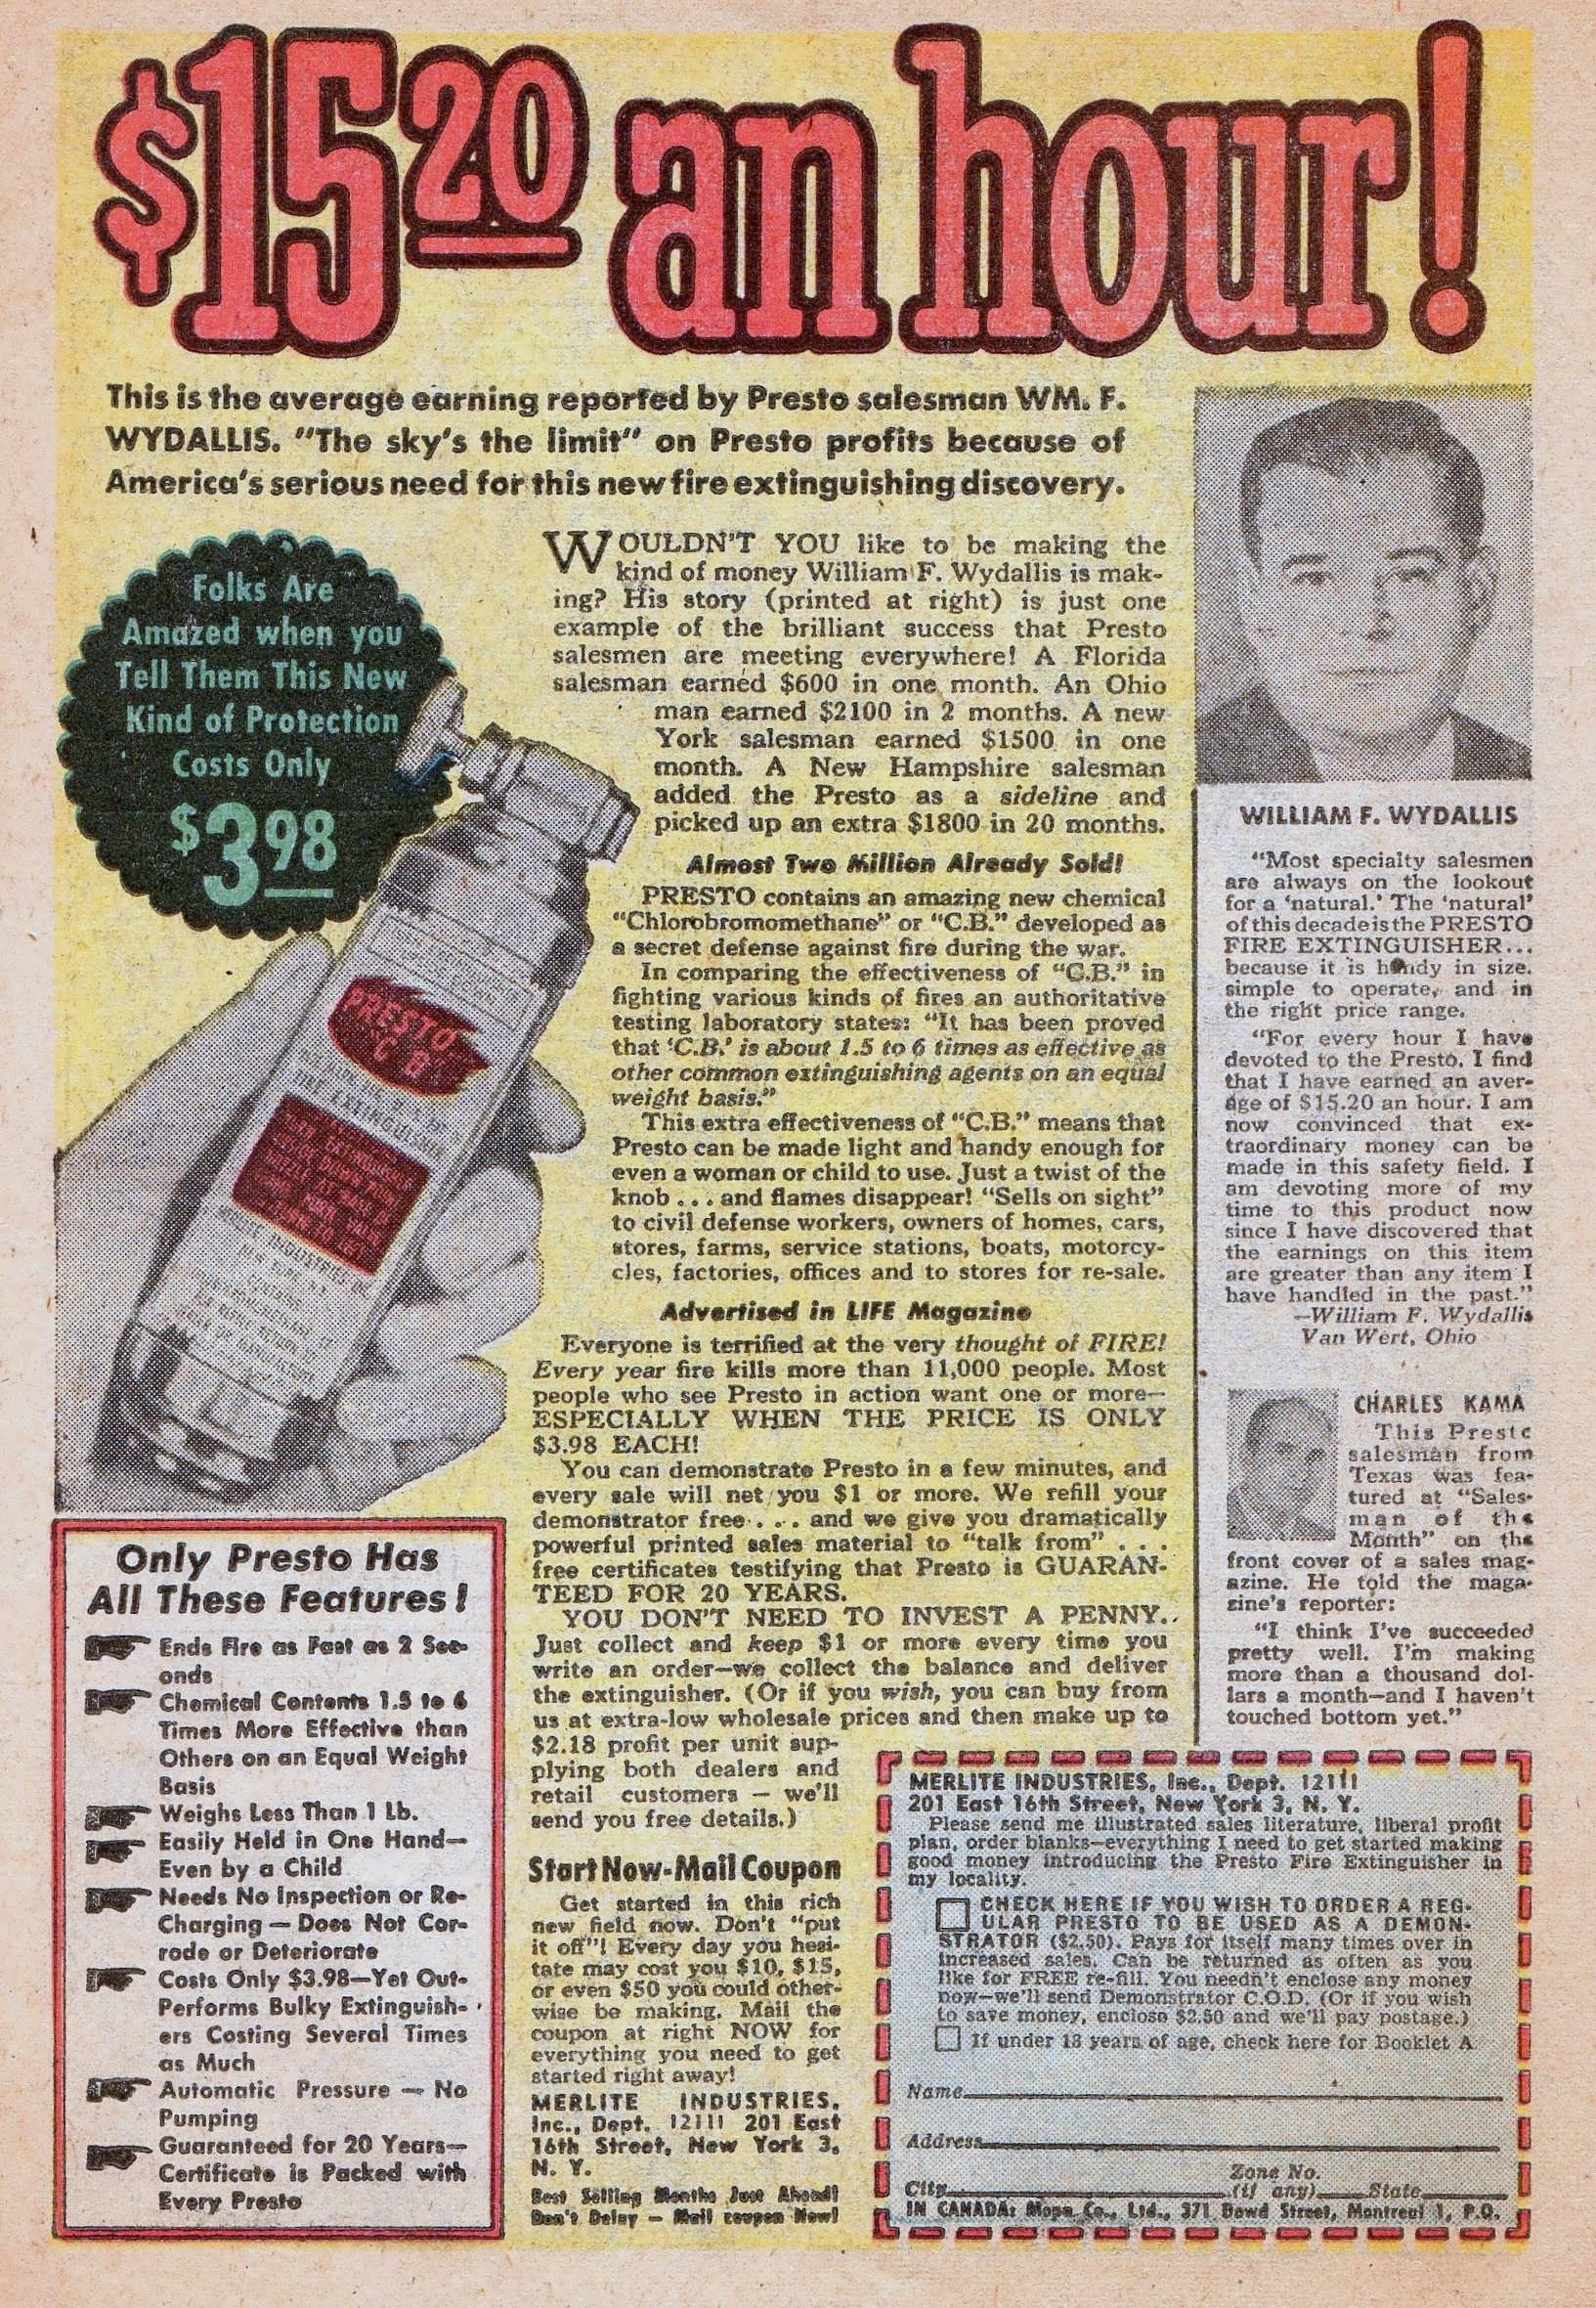 $15.20 an hour!
This is the average earning reported by Presto salesman WM. F.
WYDALLIS. "The sky's the limit" on Presto profits because of
America's serious need for this new fire extinguishing discovery.
Folks Are
Amazed when you
Tell Them This New
Kind of Protection
Costs Only
$3.98
PRESTO
"C-B"
FIRE EXTINGUISHER
MERLITE INDUSTRIES INC.
WOULDN'T YOU like to be making the
kind of money William F. Wydallis is mak-
ing? His story (printed at right) is just one
example of the brilliant success that Presto
salesmen are meeting everywhere! A Florida
salesman earned $600 in one month. An Ohio
man earned $2100 in 2 months. A new
York salesman earned $1500 in one
month. A New Hampshire salesman
added the Presto as a sideline and
picked up an extra $1800 in 20 months.
Almost Two Million Already Sold!
PRESTO contains an amazing new chemical
"Chlorobromomethane" or "C.B." developed as
a secret defense against fire during the war.
In comparing the effectiveness of "C.B." in
fighting various kinds of fires an authoritative
testing laboratory states: "It has been proved
that 'C.B.' is about 1.5 to 6 times as effective as
other common extinguishing agents on an equal
weight basis."
This extra effectiveness of "C.B." means that
Presto can be made light and handy enough for
even a woman or child to use. Just a twist of the
knob . . . and flames disappear! "Sells on sight"
to civil defense workers, owners of homes, cars,
stores, farms, service stations, boats, motorcy-
cles, factories, offices and to stores for re-sale.
Advertised in LIFE Magazine
Everyone is terrified at the very thought of FIRE!
Every year fire kills more than 11,000 people. Most
people who see Presto in action want one or more—
ESPECIALLY WHEN THE PRICE IS ONLY
$3.98 EACH!
You can demonstrate Presto in a few minutes, and
every sale will net you $1 or more. We refill your
demonstrator free . . . and we give you dramatically
powerful printed sales material to "talk from" . . .
free certificates testifying that Presto is GUARAN-
TEED FOR 20 YEARS.
YOU DON'T NEED TO INVEST A PENNY..
Just collect and keep $1 or more every time you
write an order—we collect the balance and deliver
the extinguisher. (Or if you wish, you can buy from
us at extra-low wholesale prices and then make up to
$2.18 profit per unit sup-
plying both dealers and
retail customers — we'll
send you free details.)
Start Now-Mail Coupon
Get started in this rich
new field now. Don't "put
it off"! Every day you hesi-
tate may cost you $10, $15,
or even $50 you could other-
wise be making. Mail the
coupon at right NOW for
everything you need to get
started right away!
MERLITE INDUSTRIES,
Inc., Dept. 12111 201 East
16th Street, New York 3,
N. Y.
Best Selling Months Just Ahead!
Don't Delay — Mail coupon Now!
WILLIAM F. WYDALLIS
"Most specialty salesmen
are always on the lookout
for a 'natural.' The 'natural'
of this decade is the PRESTO
FIRE EXTINGUISHER...
because it is handy in size.
simple to operate, and in
the right price range.
"For every hour I have
devoted to the Presto, I find
that I have earned an aver-
age of $15.20 an hour. I am
now convinced that ex-
traordinary money can be
made in this safety field. I
am devoting more of my
time to this product now
since I have discovered that
the earnings on this item
are greater than any item I
have handled in the past."
—William F. Wydallis
Van Wert, Ohio
CHARLES KAMA
This Presto
salesman from
Texas was fea-
tured at "Sales-
man of the
Month" on the
front cover of a sales mag-
azine. He told the maga-
zine's reporter:
"I think I've succeeded
pretty well. I'm making
more than a thousand dol-
lars a month—and I haven't
touched bottom yet."
Only Presto Has
All These Features!
Ends Fire as Fast as 2 Sec-
onds
Chemical Contents 1.5 to 6
Times More Effective than
Others on an Equal Weight
Basis
Weighs Less Than 1 Lb.
Easily Held in One Hand—
Even by a Child
Needs No Inspection or Re-
Charging — Does Not Cor-
rode or Deteriorate
Costs Only $3.98—Yet Out-
Performs Bulky Extinguish-
ers Costing Several Times
as Much
Automatic Pressure — No
Pumping
Guaranteed for 20 Years—
Certificate is Packed with
Every Presto
MERLITE INDUSTRIES, Inc., Dept. 12111
201 East 16th Street, New York 3, N. Y.
Please send me illustrated sales literature, liberal profit
plan, order blanks—everything I need to get started making
good money introducing the Presto Fire Extinguisher in
my locality.
CHECK HERE IF YOU WISH TO ORDER A REG-
ULAR PRESTO TO BE USED AS A DEMON-
STRATOR ($2.50). Pays for itself many times over in
increased sales. Can be returned as often as you
like for FREE re-fill. You needn't enclose any money
now—we'll send Demonstrator C.O.D. (Or if you wish
to save money, enclose $2.50 and we'll pay postage.)
If under 18 years of age, check here for Booklet A
Name
Address
Zone No.
City (if any) State
IN CANADA: Mopa Co., Ltd., 371 Dowd Street, Montreal 1, P.Q.